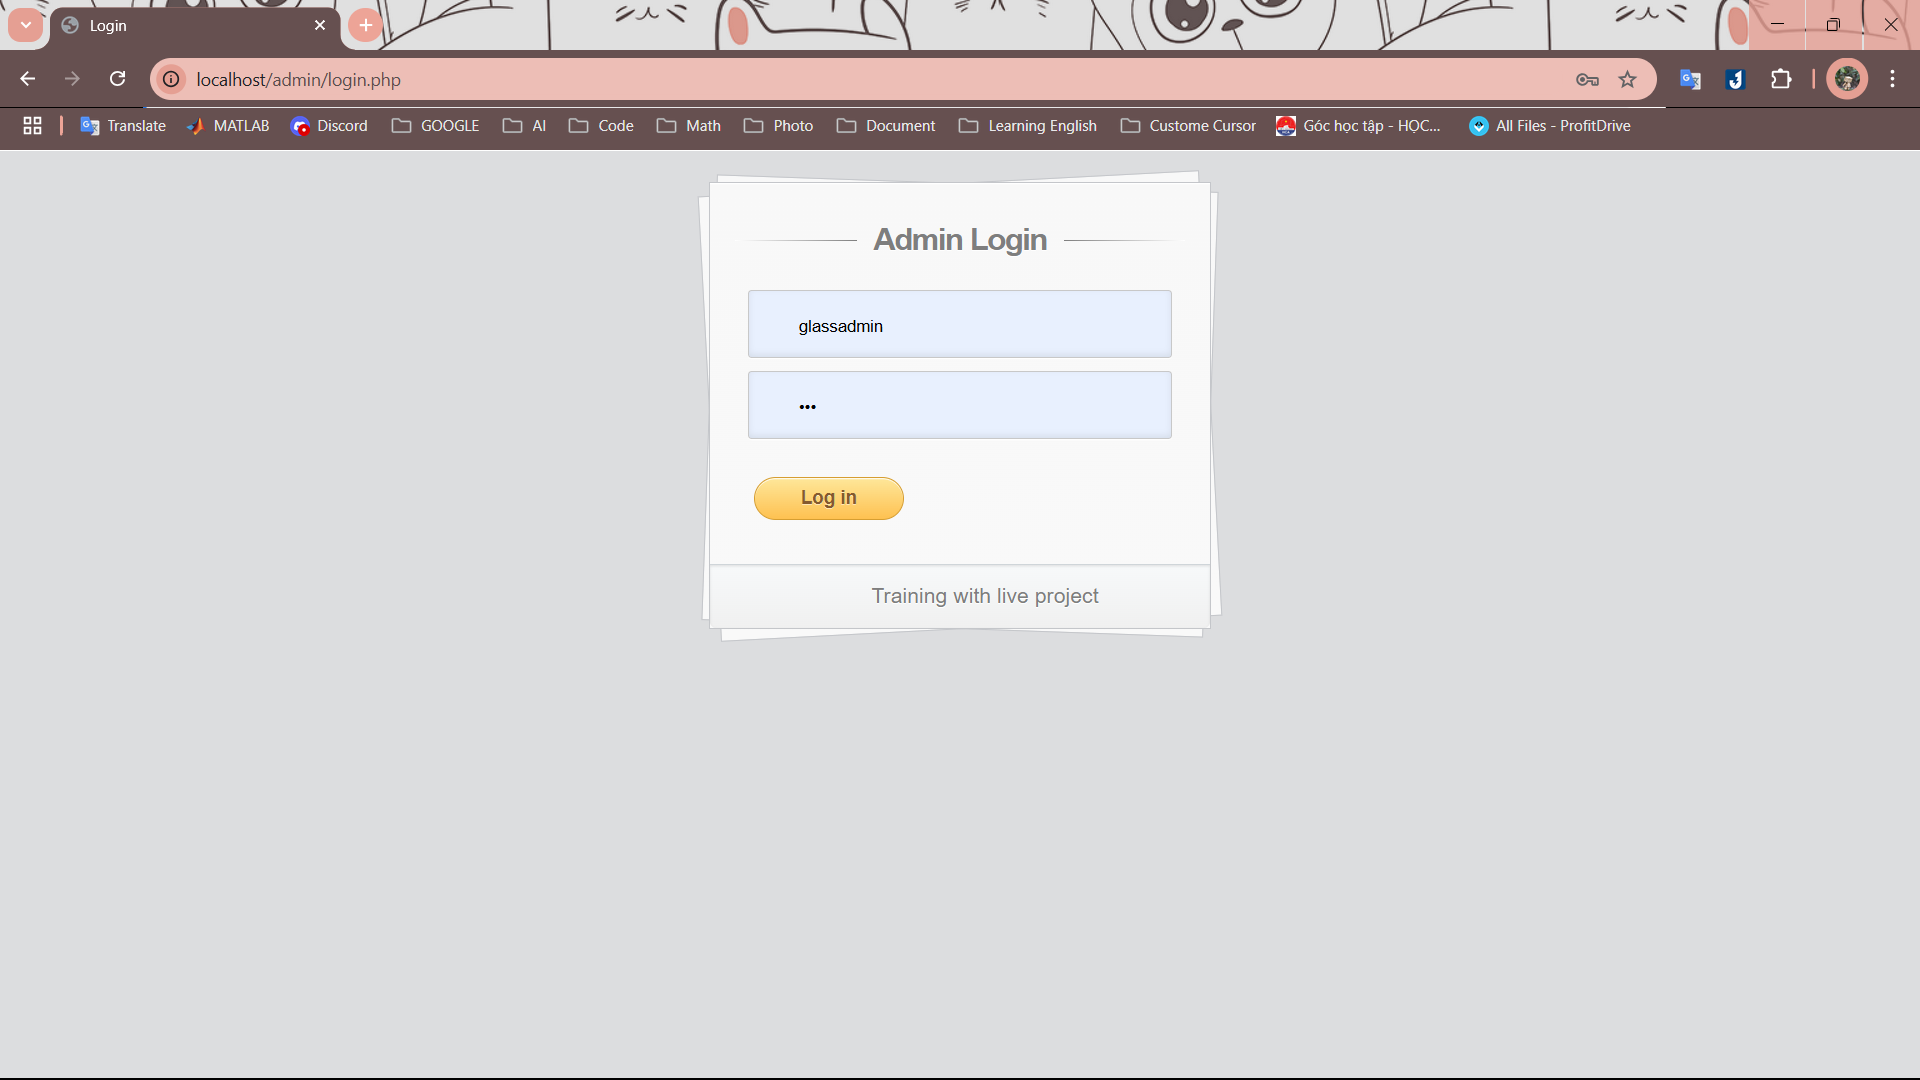 Login
localhost/admin/login.php
Translate MATLAB Discord GOOGLE AI Code Math Photo Document Learning English Custome Cursor Góc học tập - HỌC... All Files - ProfitDrive
Admin Login
glassadmin
•••
Log in
Training with live project